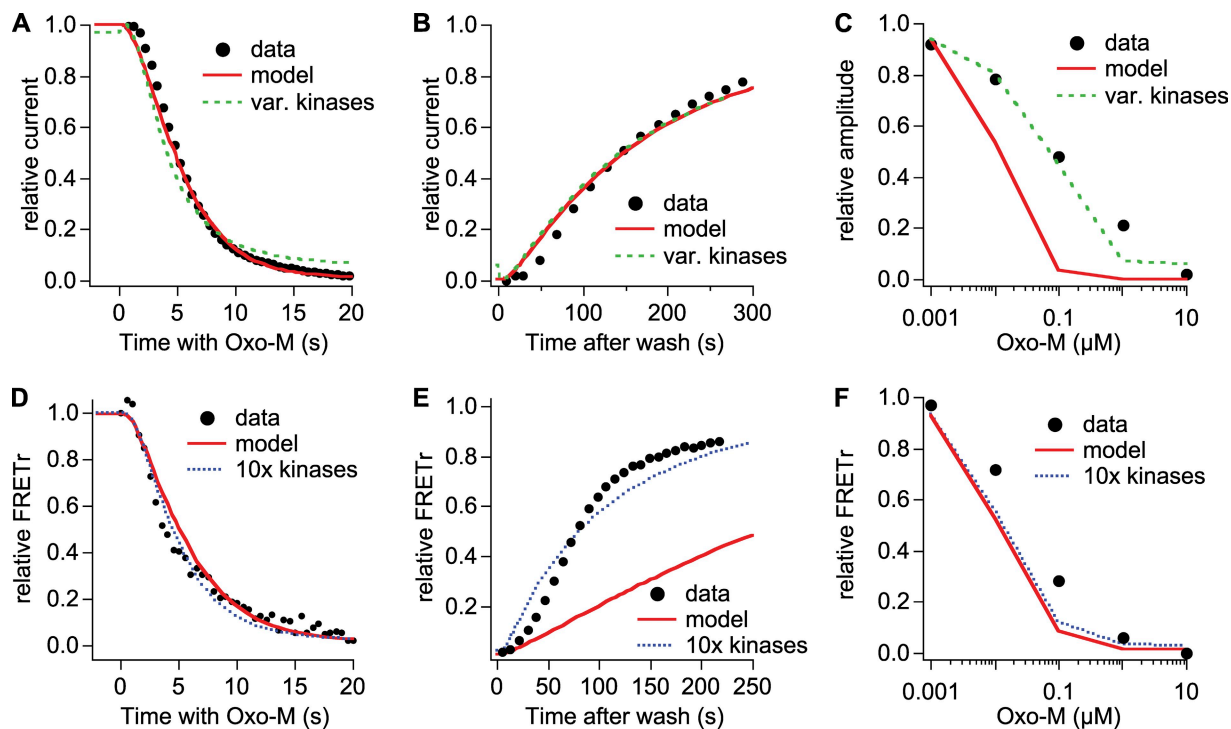 A
1.0
0.8
0.6
0.4
0.2
0.0
relative current
data
model
var. kinases
0 5 10 15 20
Time with Oxo-M (s)
B
1.0
0.8
0.6
0.4
0.2
0.0
relative current
data
model
var. kinases
0 100 200 300
Time after wash (s)
C
1.0
0.8
0.6
0.4
0.2
0.0
relative amplitude
data
model
var. kinases
0.001 0.1 10
Oxo-M (µM)
D
1.0
0.8
0.6
0.4
0.2
0.0
relative FRETr
data
model
10x kinases
0 5 10 15 20
Time with Oxo-M (s)
E
1.0
0.8
0.6
0.4
0.2
relative FRETr
data
model
10x kinases
0 50 100 150 200 250
Time after wash (s)
F
1.0
0.8
0.6
0.4
0.2
0.0
relative FRETr
data
model
10x kinases
0.001 0.1 10
Oxo-M (µM)